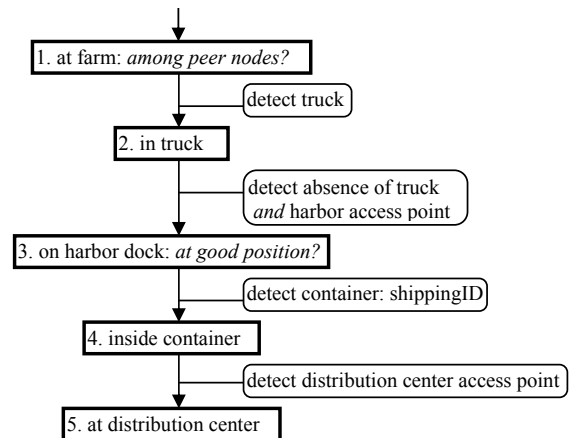 1. at farm: among peer nodes?
detect truck
2. in truck
detect absence of truck
and harbor access point
3. on harbor dock: at good position?
detect container: shippingID
4. inside container
detect distribution center access point
5. at distribution center